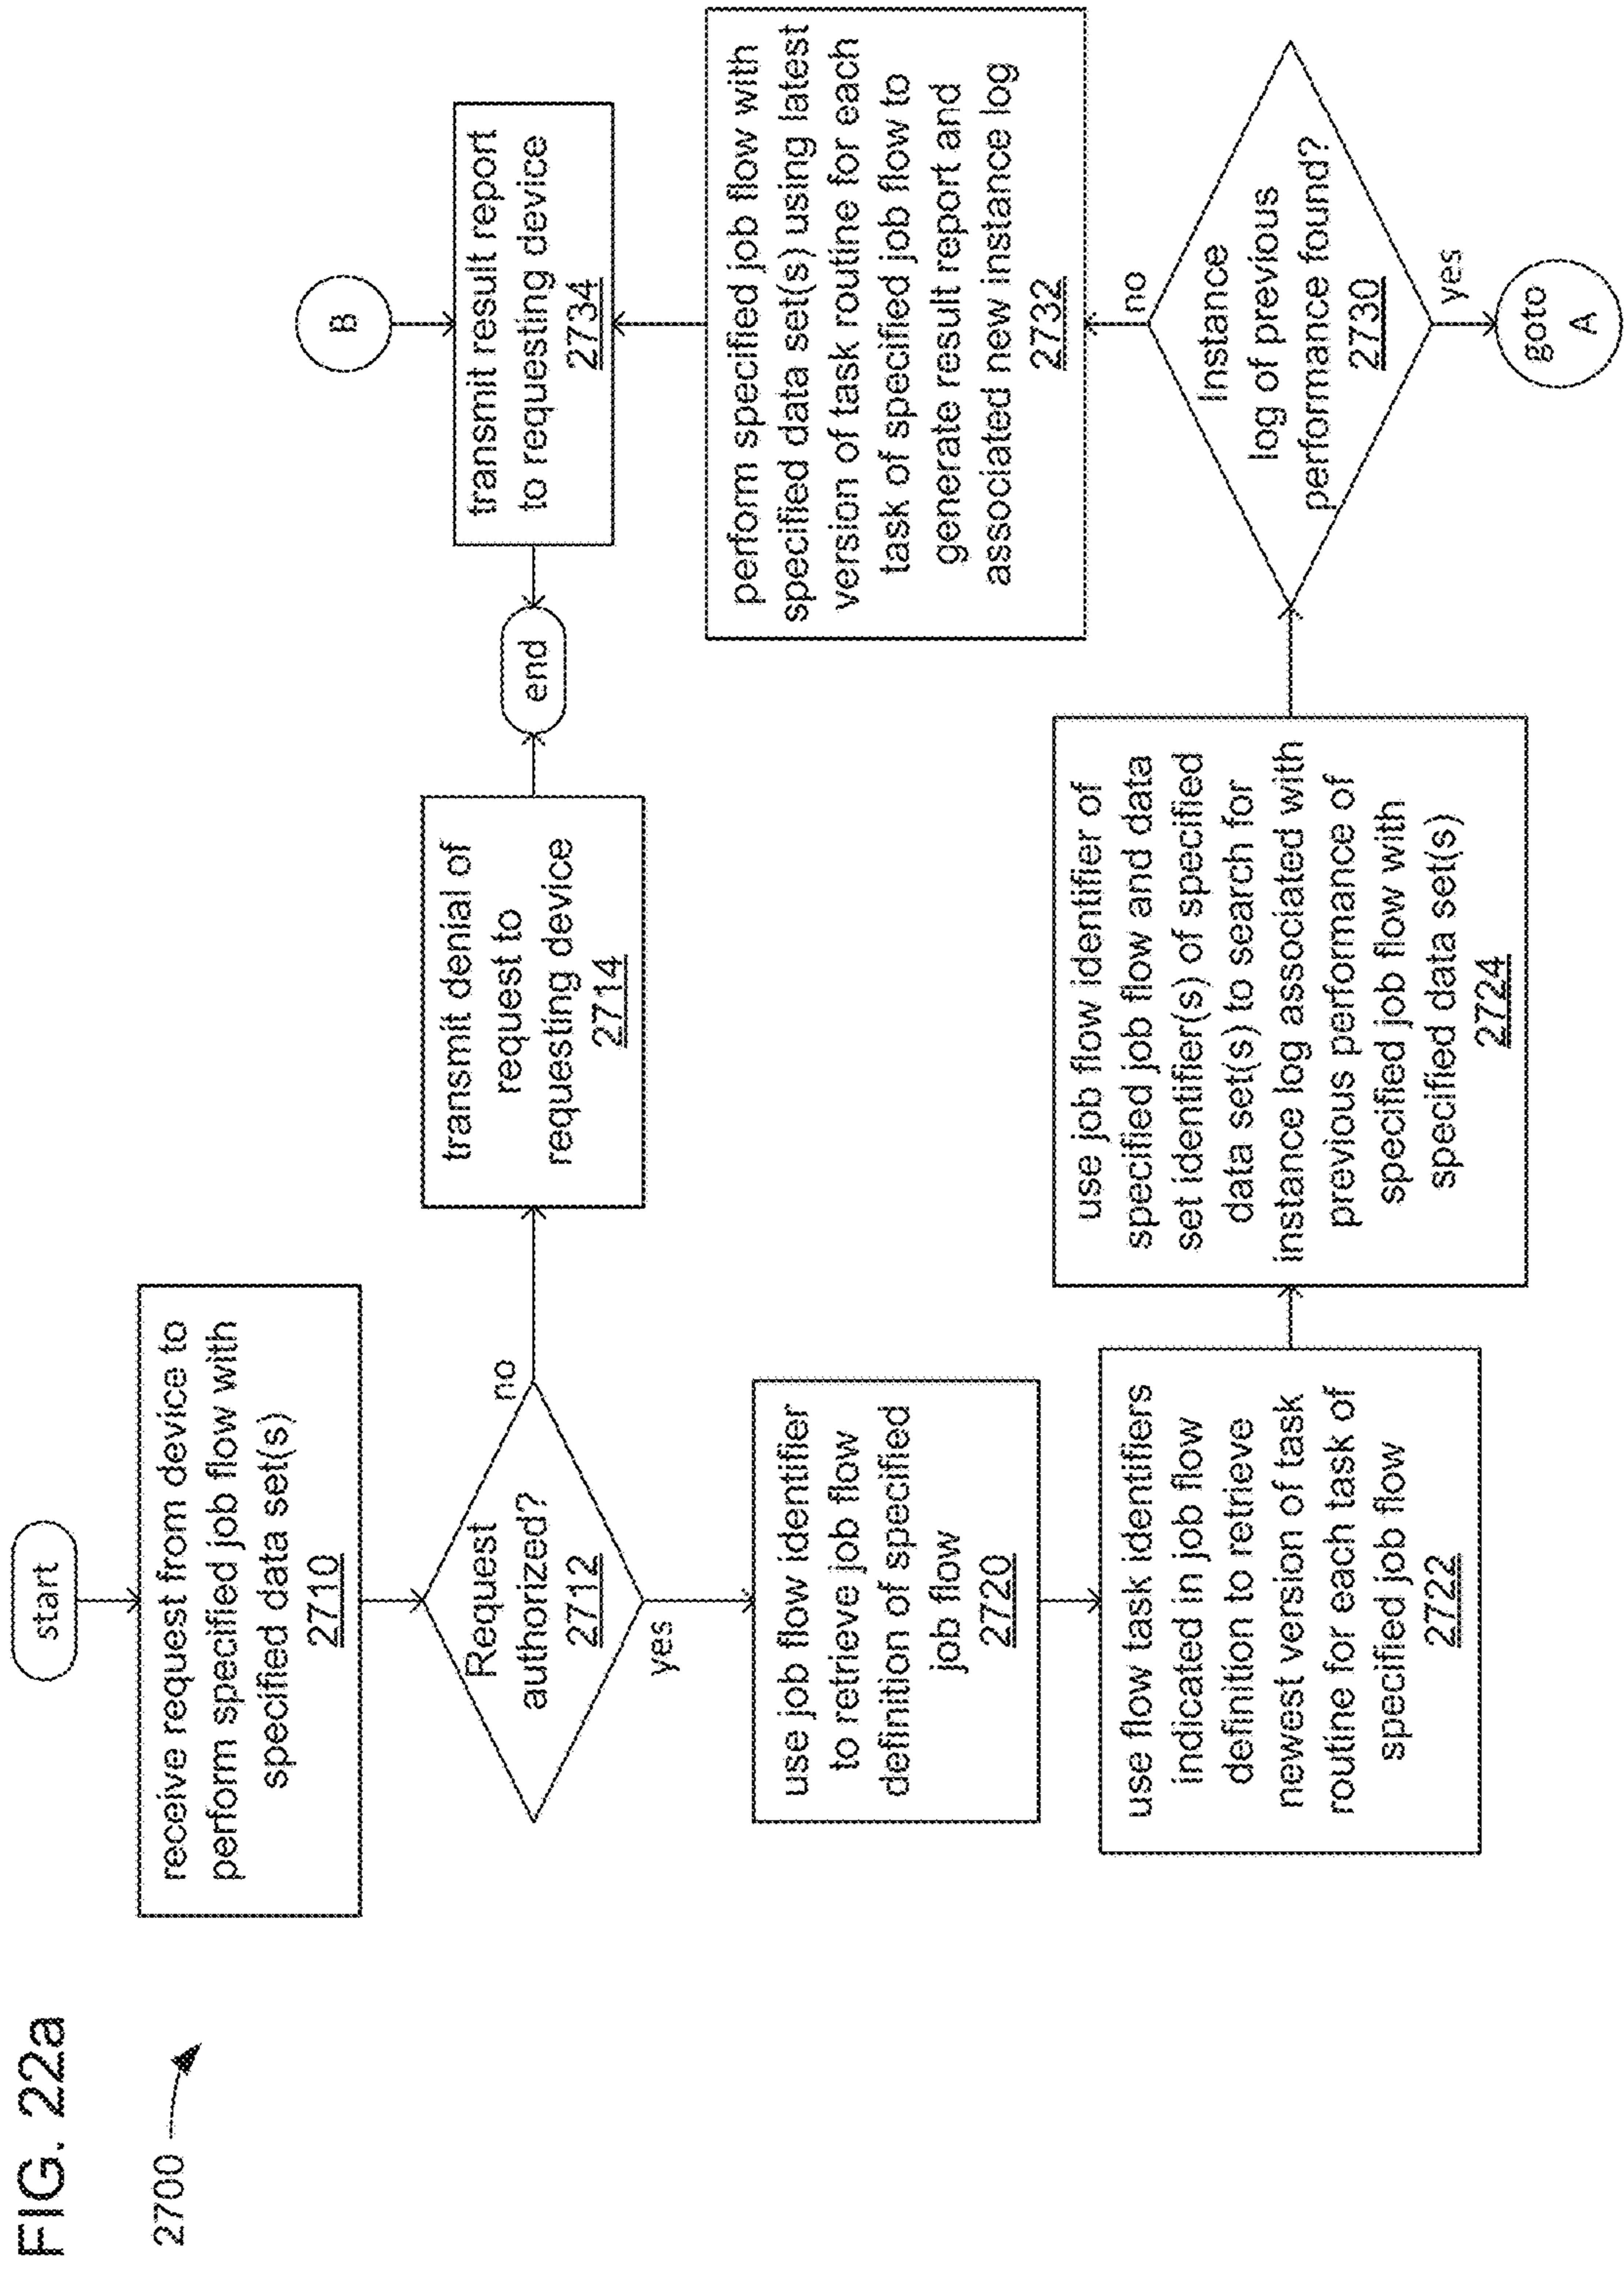 FIG. 22a
2700
start
receive request from device to
perform specified job flow with
specified data set(s)
2710
Request
authorized?
2712
no
yes
transmit denial of
request to
requesting device
2714
end
use job flow identifier
to retrieve job flow
definition of specified
job flow
2720
use flow task identifiers
indicated in job flow
definition to retrieve
newest version of task
routine for each task of
specified job flow
2722
use job flow identifier of
specified job flow and data
set identifier(s) of specified
data set(s) to search for
instance log associated with
previous performance of
specified job flow with
specified data set(s)
2724
Instance
log of previous
performance found?
2730
no
yes
goto
A
perform specified job flow with
specified data set(s) using latest
version of task routine for each
task of specified job flow to
generate result report and
associated new instance log
2732
B
transmit result report
to requesting device
2734